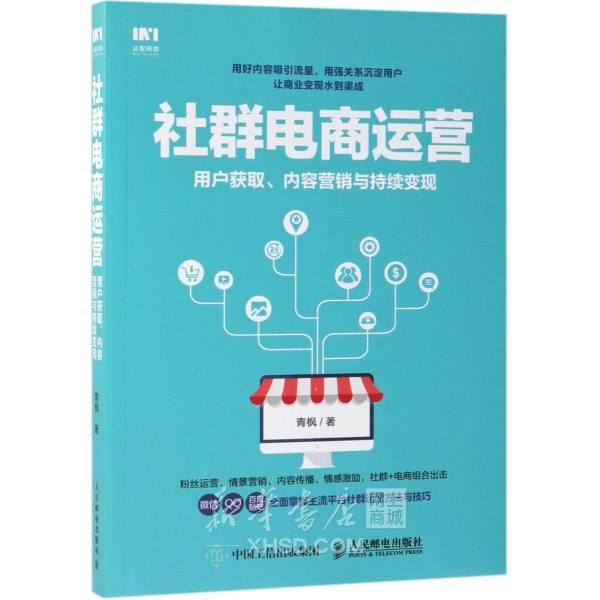 云智阅读
用好内容吸引流量，用强关系沉淀用户
让商业变现水到渠成
社群电商运营
用户获取、内容营销与持续变现
24
$
青枫/著
粉丝运营、情景营销、内容传播、情感激励，社群+电商组合出击
微信 QQ 百度贴吧 全面掌握主流平台社群运营方法与技巧
新华书店 网上商城
XHSD.COM
中国工信出版集团 人民邮电出版社
POSTS & TELECOM PRESS
社群电商运营
用户获取、内容
营销与持续变现
青枫 著
人民邮电出版社